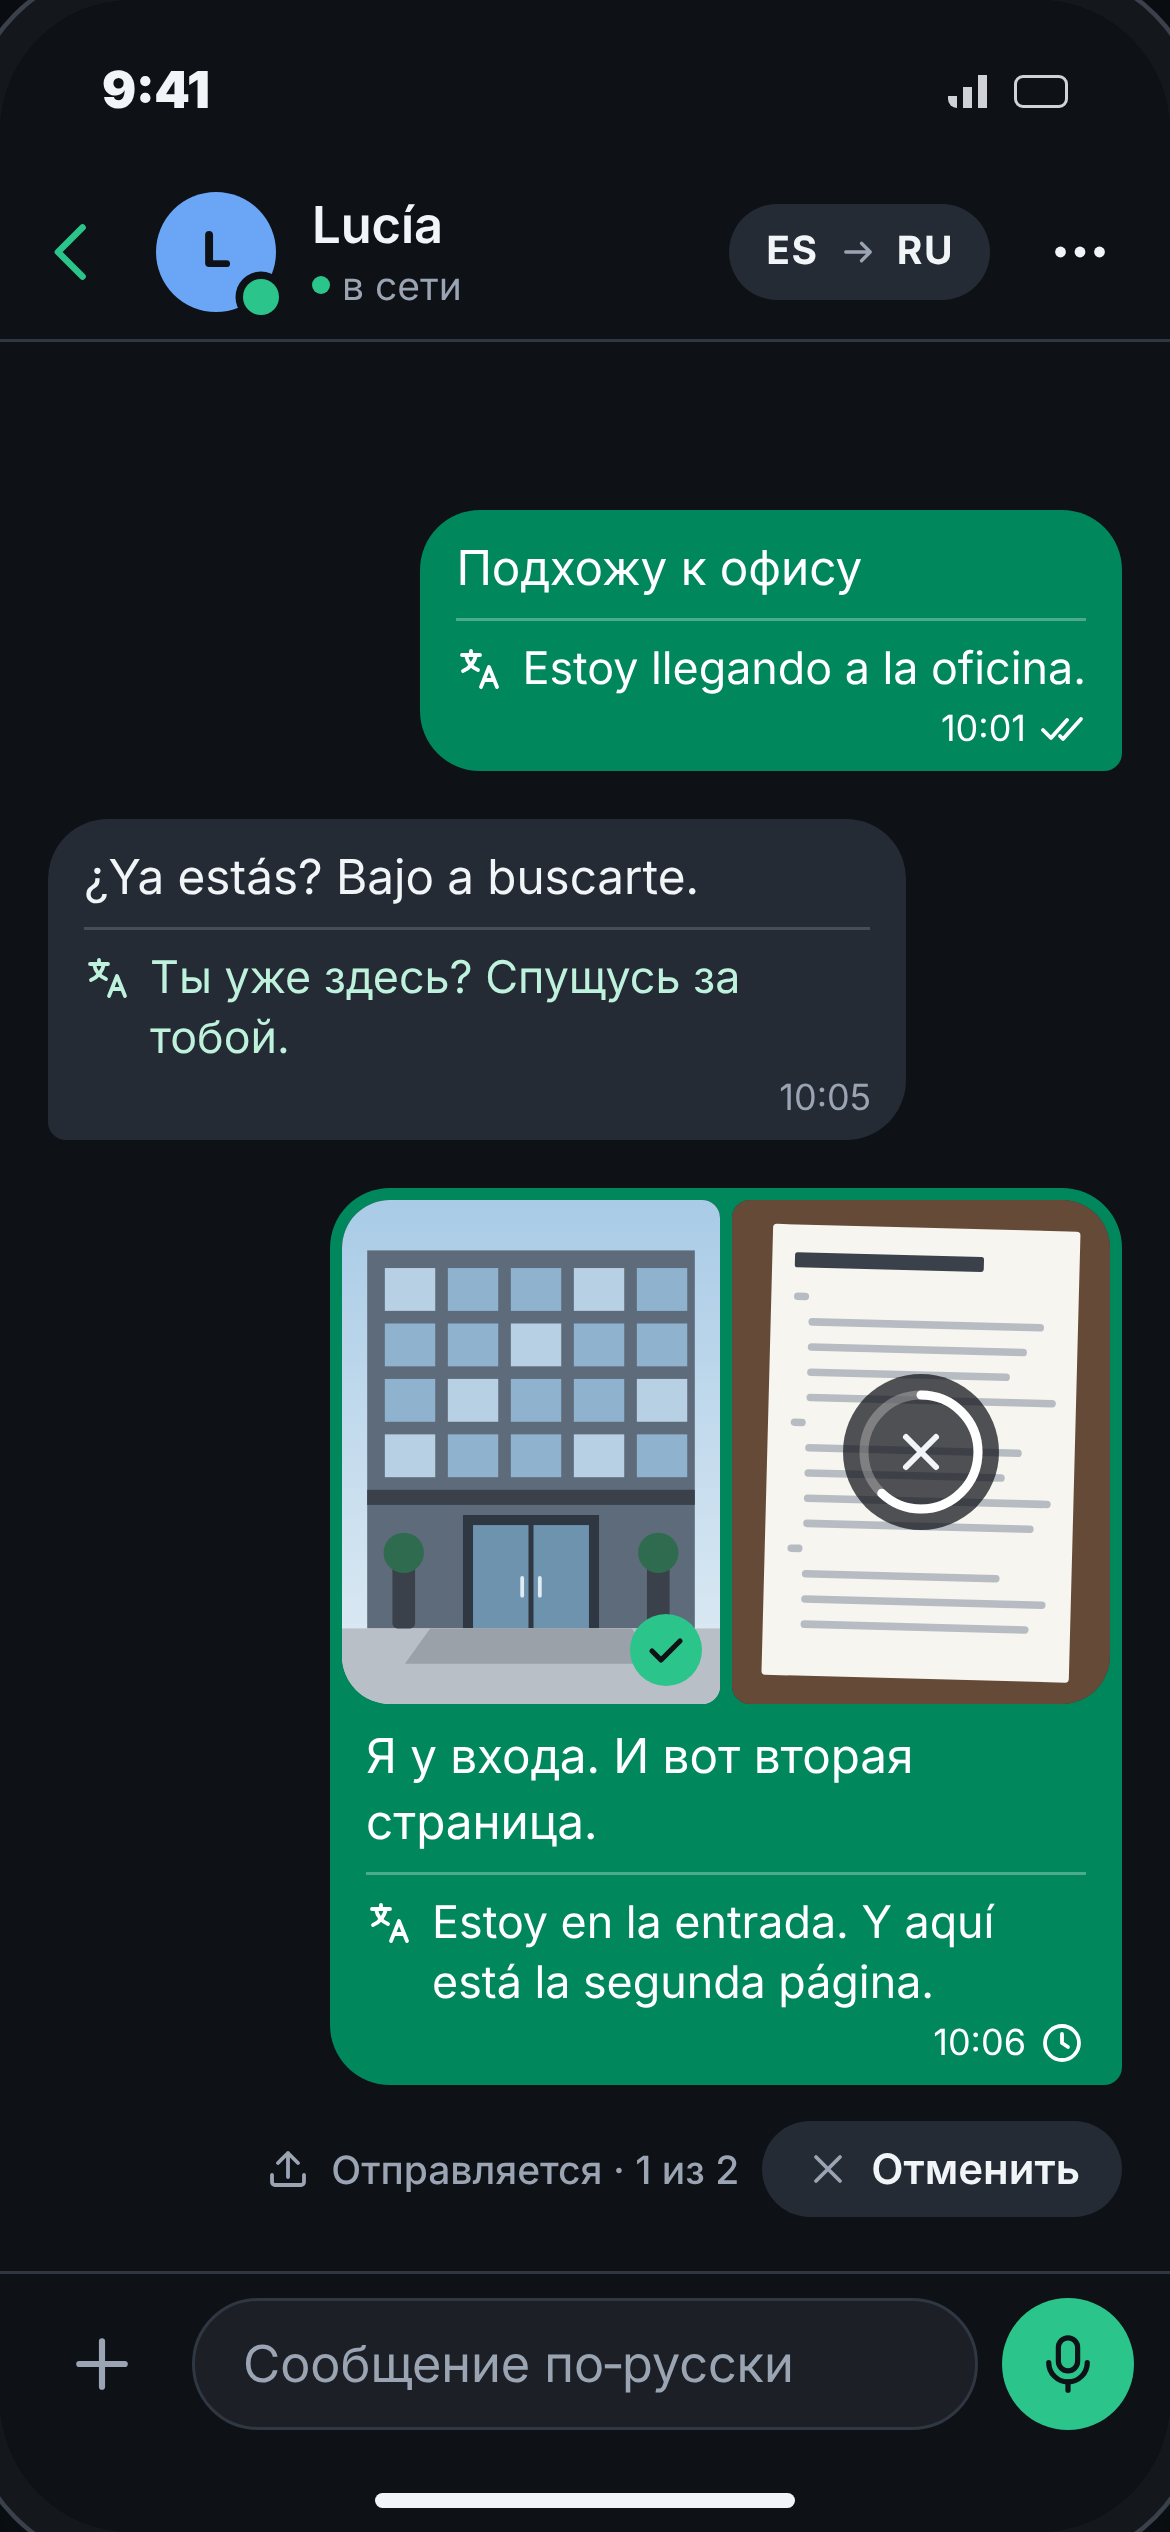 9:41
L
Lucía
в сети
ES → RU
Подхожу к офису
Estoy llegando a la oficina.
10:01
¿Ya estás? Bajo a buscarte.
Ты уже здесь? Спущусь за
тобой.
10:05
Я у входа. И вот вторая
страница.
Estoy en la entrada. Y aquí
está la segunda página.
10:06
Отправляется · 1 из 2
Отменить
Сообщение по-русски